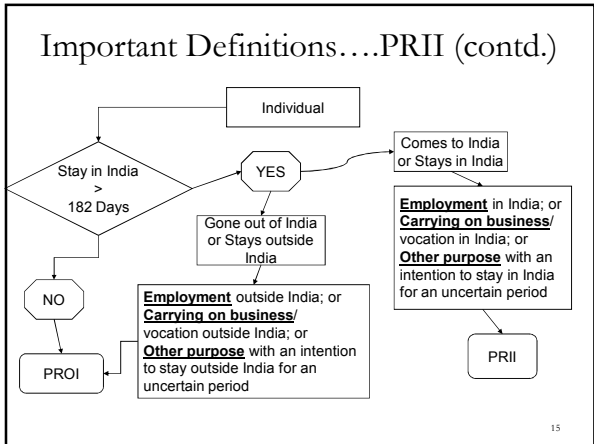 Important Definitions….PRII (contd.)
Individual
Stay in India
>
182 Days
YES
Comes to India
or Stays in India
Gone out of India
or Stays outside
India
Employment in India; or
Carrying on business/
vocation in India; or
Other purpose with an
intention to stay in India
for an uncertain period
NO
Employment outside India; or
Carrying on business/
vocation outside India; or
Other purpose with an intention
to stay outside India for an
uncertain period
PROI
PRII
15